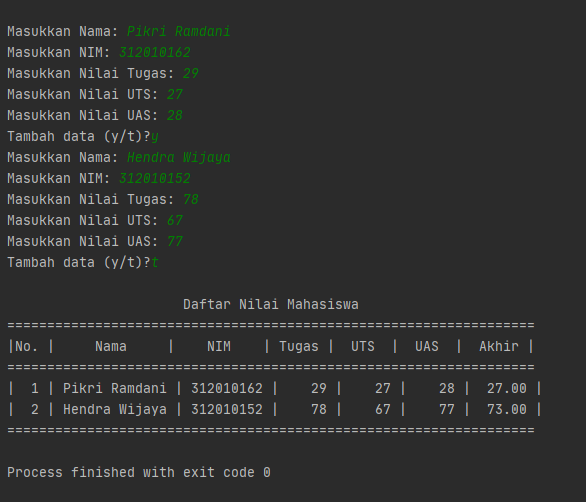 Masukkan Nama: Pikri Ramdani
Masukkan NIM: 312010162
Masukkan Nilai Tugas: 29
Masukkan Nilai UTS: 27
Masukkan Nilai UAS: 28
Tambah data (y/t)?y
Masukkan Nama: Hendra Wijaya
Masukkan NIM: 312010152
Masukkan Nilai Tugas: 78
Masukkan Nilai UTS: 67
Masukkan Nilai UAS: 77
Tambah data (y/t)?t
Daftar Nilai Mahasiswa
==================================================================
|No. |     Nama     |    NIM    | Tugas |  UTS  |  UAS  |  Akhir |
==================================================================
|  1 | Pikri Ramdani | 312010162 |    29 |    27 |    28 |  27.00 |
|  2 | Hendra Wijaya | 312010152 |    78 |    67 |    77 |  73.00 |
==================================================================
Process finished with exit code 0